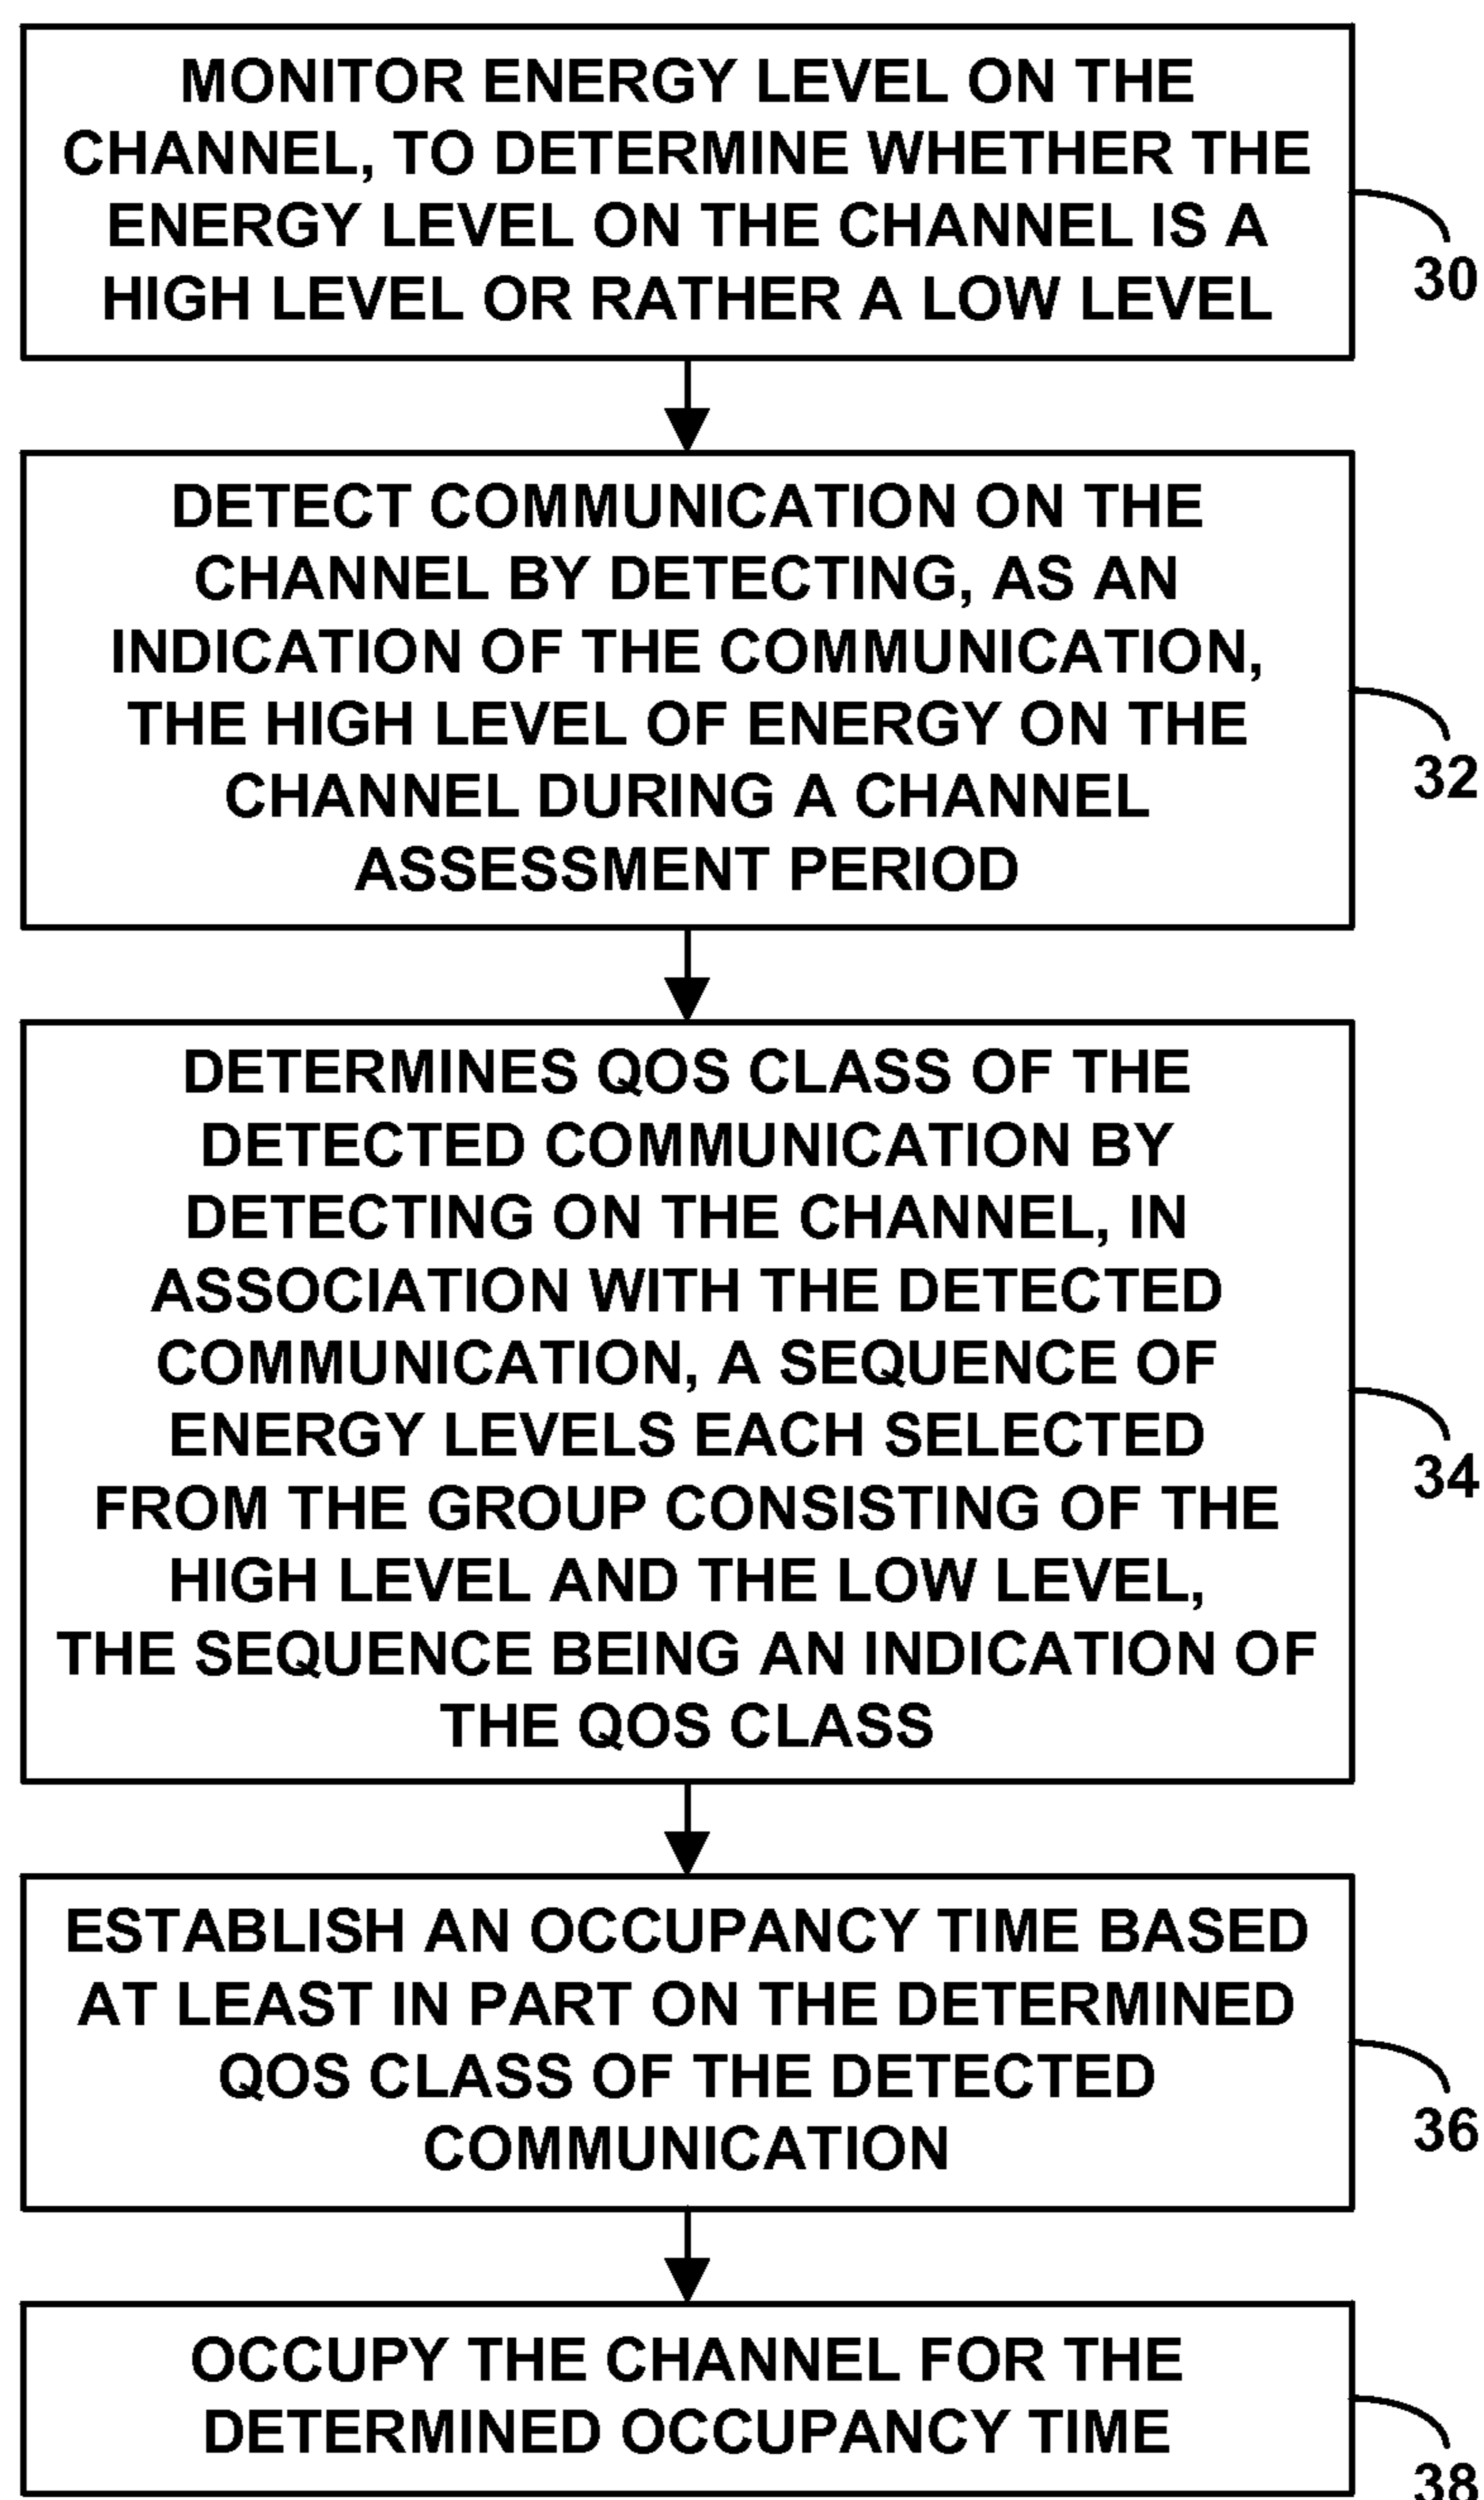 MONITOR ENERGY LEVEL ON THE
CHANNEL, TO DETERMINE WHETHER THE
ENERGY LEVEL ON THE CHANNEL IS A
HIGH LEVEL OR RATHER A LOW LEVEL
30
DETECT COMMUNICATION ON THE
CHANNEL BY DETECTING, AS AN
INDICATION OF THE COMMUNICATION,
THE HIGH LEVEL OF ENERGY ON THE
CHANNEL DURING A CHANNEL
ASSESSMENT PERIOD
32
DETERMINES QOS CLASS OF THE
DETECTED COMMUNICATION BY
DETECTING ON THE CHANNEL, IN
ASSOCIATION WITH THE DETECTED
COMMUNICATION, A SEQUENCE OF
ENERGY LEVELS EACH SELECTED
FROM THE GROUP CONSISTING OF THE
HIGH LEVEL AND THE LOW LEVEL,
THE SEQUENCE BEING AN INDICATION OF
THE QOS CLASS
34
ESTABLISH AN OCCUPANCY TIME BASED
AT LEAST IN PART ON THE DETERMINED
QOS CLASS OF THE DETECTED
COMMUNICATION
36
OCCUPY THE CHANNEL FOR THE
DETERMINED OCCUPANCY TIME
38